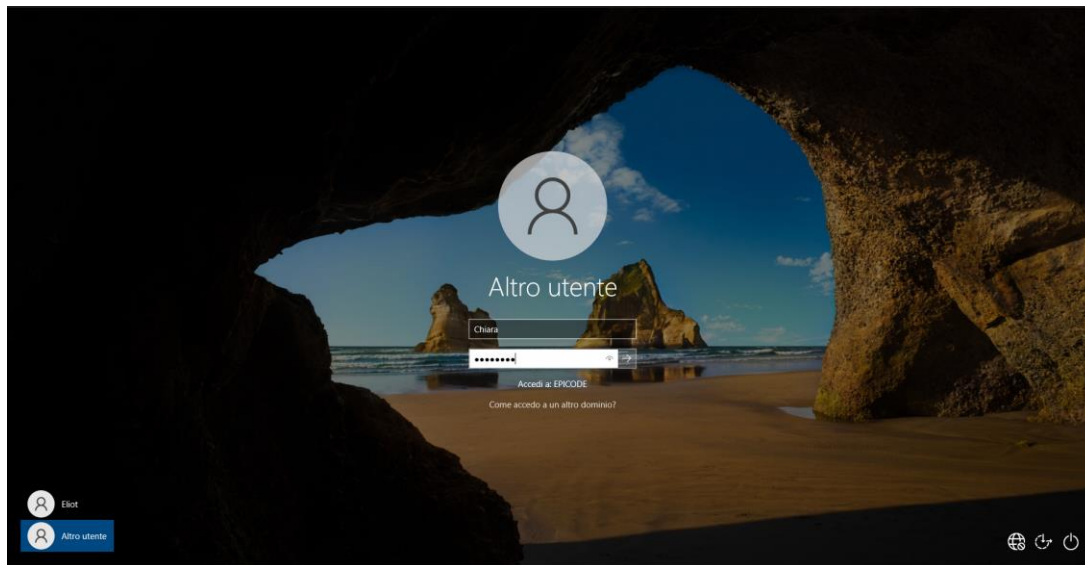 Altro utente
Chiara
Accedi a: EPICODE
Come accedo a un altro dominio?
Eliot
Altro utente